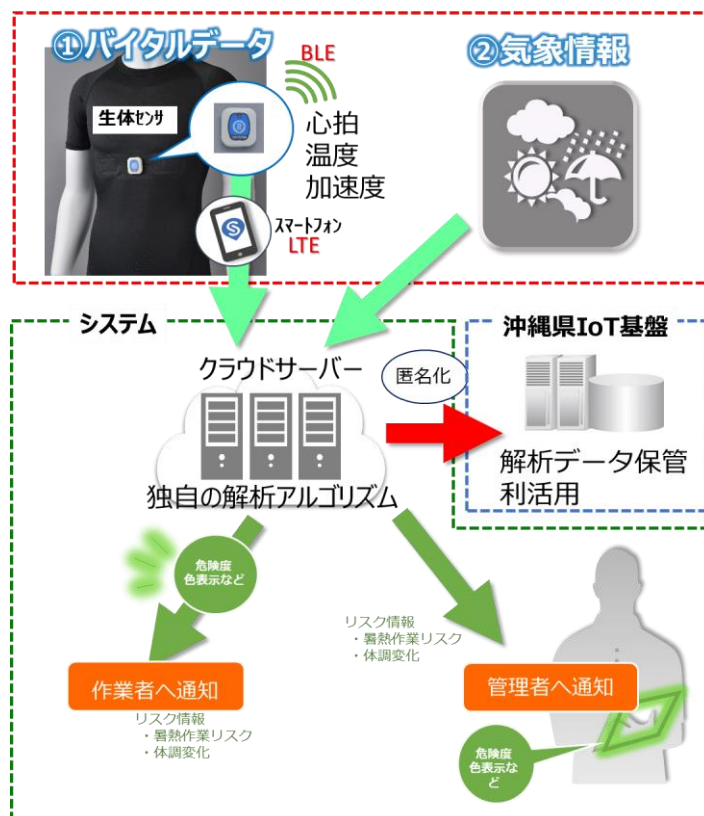 ①バイタルデータ
BLE
②気象情報
生体ｾﾝｻ
心拍
温度
加速度
ｽﾏｰﾄﾌｫﾝ
LTE
システム
沖縄県IoT基盤
クラウドサーバー
匿名化
独自の解析アルゴリズム
解析データ保管
利活用
危険度
色表示など
リスク情報
・暑熱作業リスク
・体調変化
作業者へ通知
管理者へ通知
リスク情報
・暑熱作業リスク
・体調変化
危険度
色表示な
ど